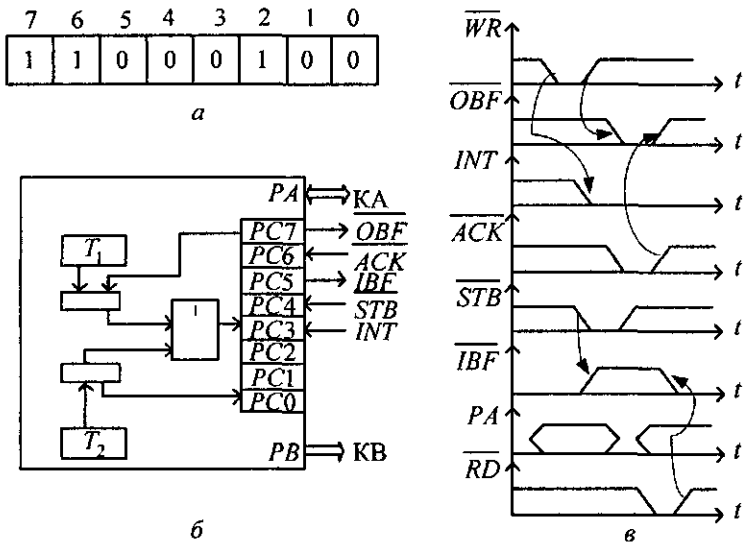 7 6 5 4 3 2 1 0
1 1 0 0 0 1 0 0
а
PA KA
PC7 OBF
T1
PC6 ACK
PC5 IBF
PC4 STB
PC3 INT
PC2
PC1
PC0
T2
PB KB
б
WR
t
OBF
t
INT
t
ACK
t
STB
t
IBF
t
PA
t
RD
t
в